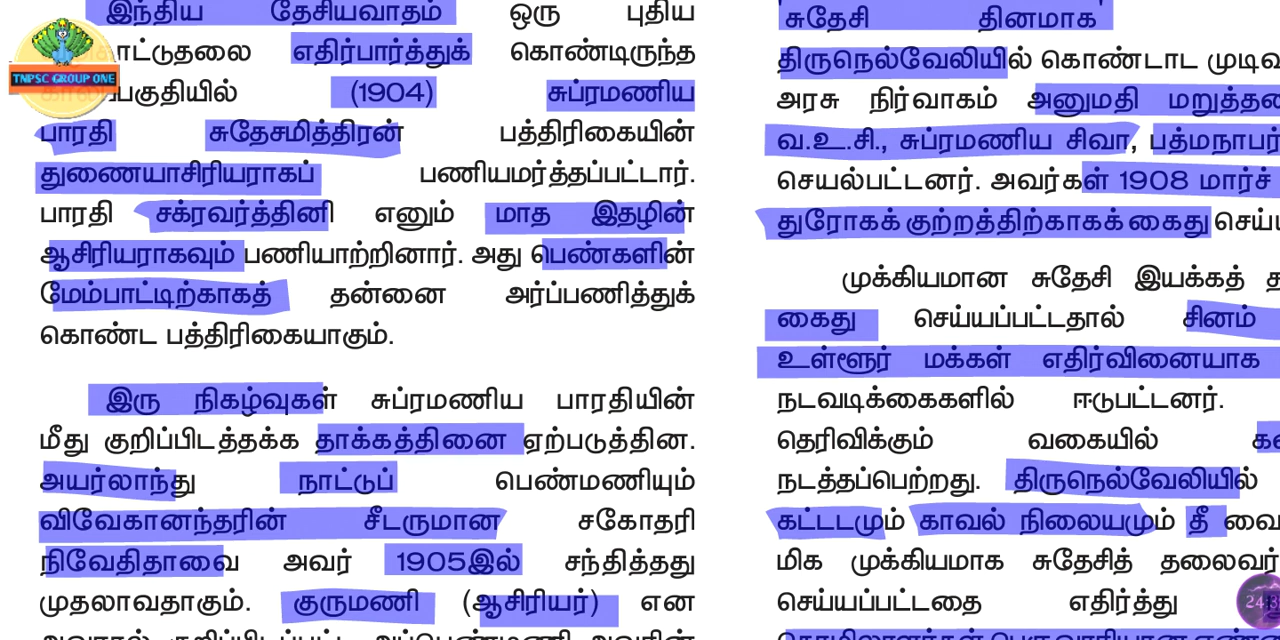 இந்திய தேசியவாதம் ஒரு புதிய
எதிர்பார்த்துக் கொண்டிருந்த
(1904) சுப்ரமணிய
பாரதி சுதேசமித்திரன் பத்திரிகையின்
துணையாசிரியராகப் பணியமர்த்தப்பட்டார்.
பாரதி சக்ரவர்த்தினி எனும் மாத இதழின்
ஆசிரியராகவும் பணியாற்றினார். அது பெண்களின்
மேம்பாட்டிற்காகத் தன்னை அர்ப்பணித்துக்
கொண்ட பத்திரிகையாகும்.
இரு நிகழ்வுகள் சுப்ரமணிய பாரதியின்
மீது குறிப்பிடத்தக்க தாக்கத்தினை ஏற்படுத்தின.
அயர்லாந்து நாட்டுப் பெண்மணியும்
விவேகானந்தரின் சீடருமான சகோதரி
நிவேதிதாவை அவர் 1905இல் சந்தித்தது
முதலாவதாகும். குருமணி (ஆசிரியர்) என
'சுதேசி தினமாக'
திருநெல்வேலியில் கொண்டாட
அரசு நிர்வாகம் அனுமதி
வ.உ.சி., சுப்ரமணிய சிவா,
செயல்பட்டனர். அவர்கள் 1908 மார்ச்
துரோகக் குற்றத்திற்காகக் கைது
முக்கியமான சுதேசி இயக்கத்
கைது செய்யப்பட்டதால் சினம்
உள்ளூர் மக்கள் எதிர்வினையாக
நடவடிக்கைகளில் ஈடுபட்டனர்.
தெரிவிக்கும் வகையில்
நடத்தப்பெற்றது. திருநெல்வேலியில்
கட்டடமும் காவல் நிலையமும் தீ
மிக முக்கியமாக சுதேசித்
செய்யப்பட்டதை எதிர்த்து
TNPSC GROUP ONE